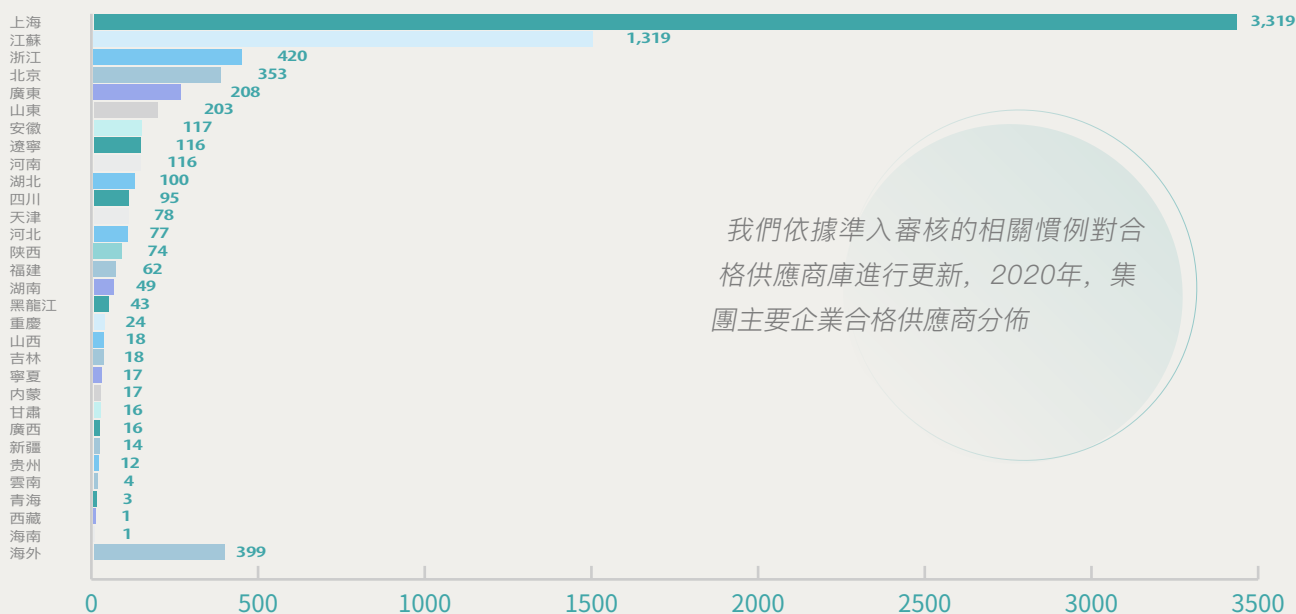 上海 3,319
江蘇 1,319
浙江 420
北京 353
廣東 208
山東 203
安徽 117
遼寧 116
河南 116
湖北 100
四川 95
天津 78
河北 77
陝西 74
福建 62
湖南 49
黑龍江 43
重慶 24
山西 18
吉林 18
寧夏 17
内蒙 17
甘肅 16
廣西 16
新疆 14
贵州 12
雲南 4
青海 3
西藏 1
海南 1
海外 399
0 500 1000 1500 2000 2500 3000 3500
我們依據準入審核的相關慣例對合
格供應商庫進行更新，2020年，集
團主要企業合格供應商分佈